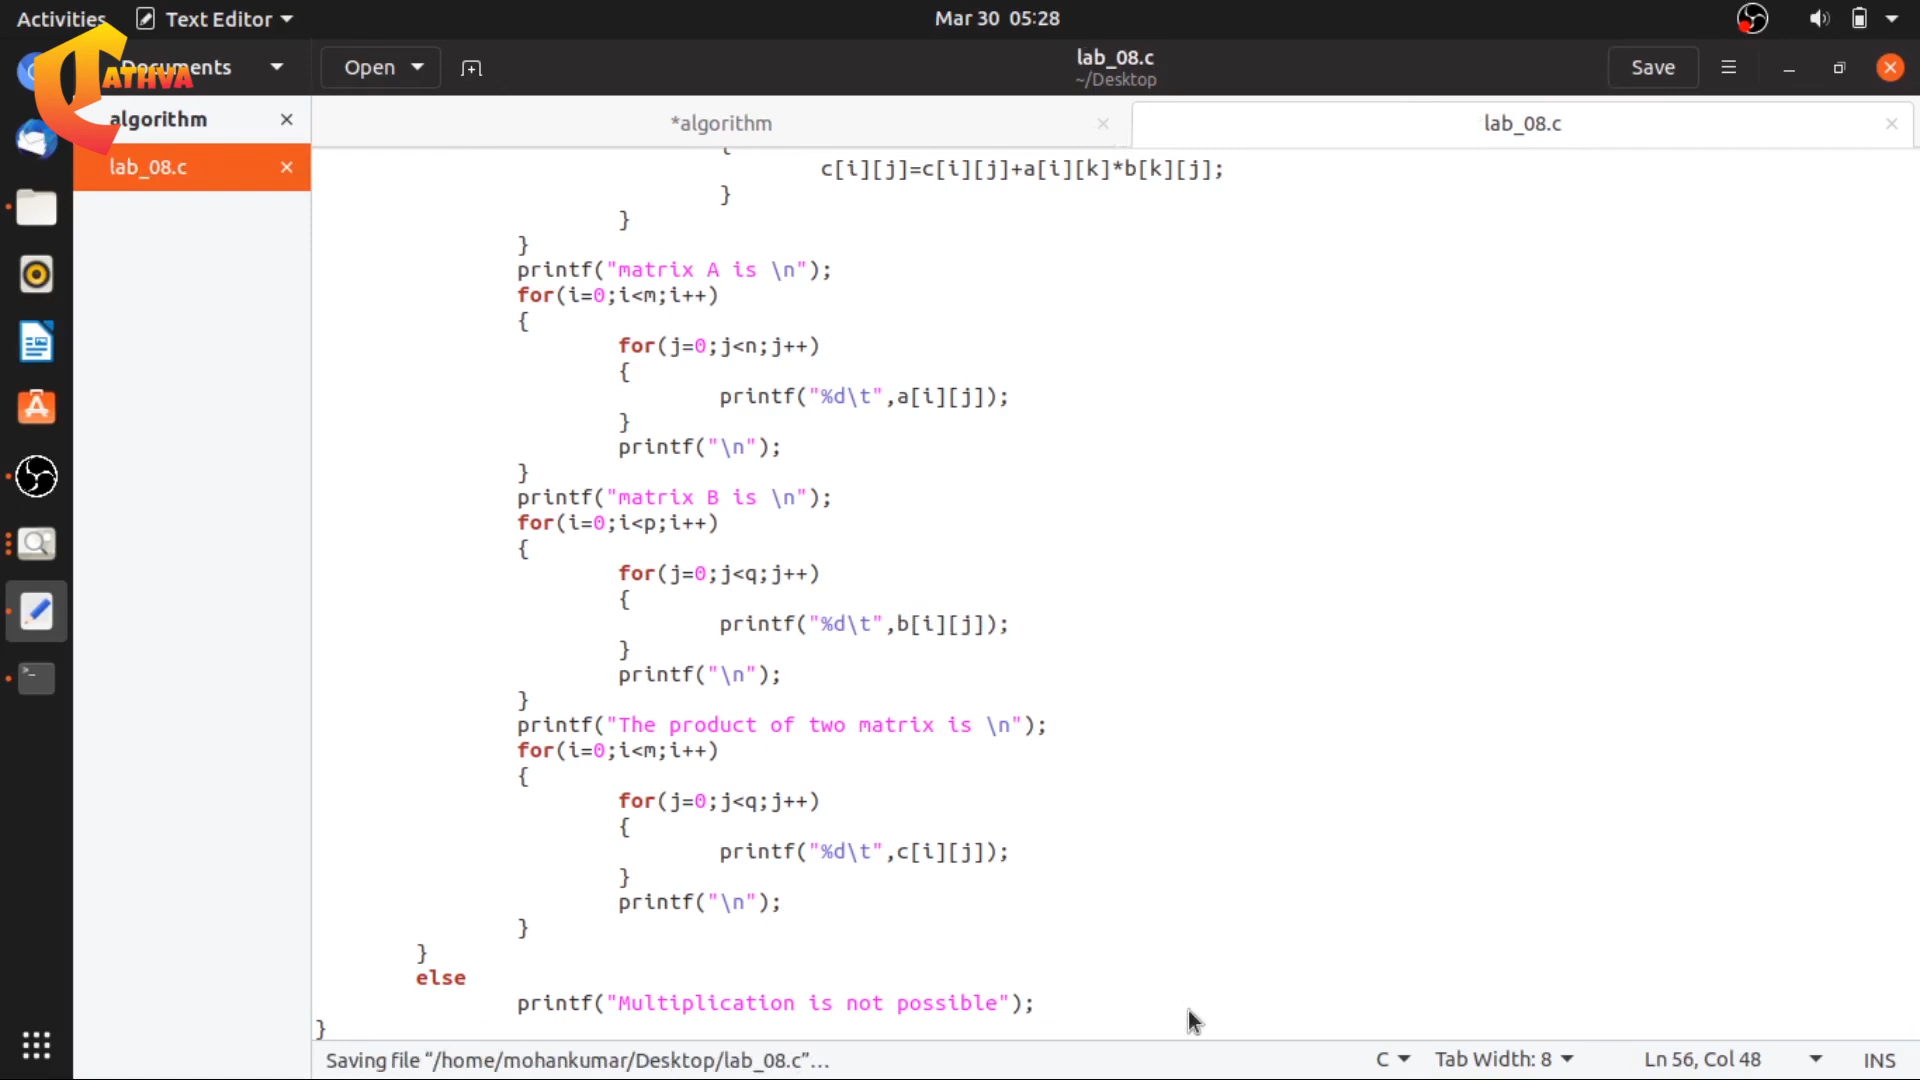 Activities Text Editor Mar 30 05:28
TATHVA
Documents Open lab_08.c Save
~/Desktop
algorithm *algorithm lab_08.c
lab_08.c
{
c[i][j]=c[i][j]+a[i][k]*b[k][j];
}
}
}
printf("matrix A is \n");
for(i=0;i<m;i++)
{
for(j=0;j<n;j++)
{
printf("%d\t",a[i][j]);
}
printf("\n");
}
printf("matrix B is \n");
for(i=0;i<p;i++)
{
for(j=0;j<q;j++)
{
printf("%d\t",b[i][j]);
}
printf("\n");
}
printf("The product of two matrix is \n");
for(i=0;i<m;i++)
{
for(j=0;j<q;j++)
{
printf("%d\t",c[i][j]);
}
printf("\n");
}
}
else
printf("Multiplication is not possible");
}
Saving file “/home/mohankumar/Desktop/lab_08.c”… C Tab Width: 8 Ln 56, Col 48 INS